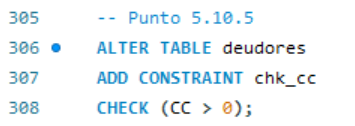 305 -- Punto 5.10.5
306 ALTER TABLE deudores
307 ADD CONSTRAINT chk_cc
308 CHECK (CC > 0);